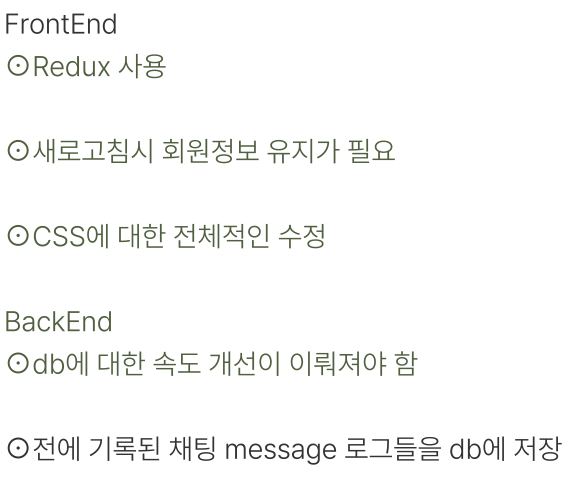 FrontEnd
⊙Redux 사용
⊙새로고침시 회원정보 유지가 필요
⊙CSS에 대한 전체적인 수정
BackEnd
⊙db에 대한 속도 개선이 이뤄져야 함
⊙전에 기록된 채팅 message 로그들을 db에 저장